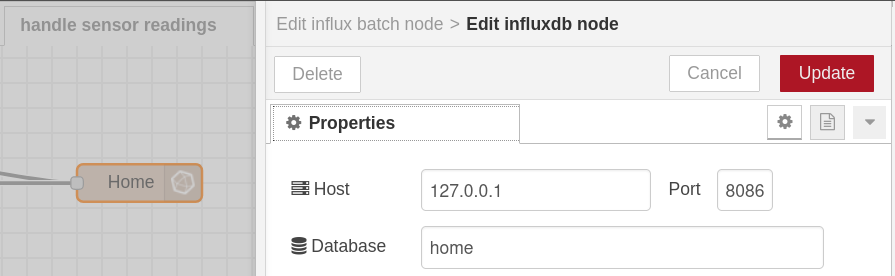 handle sensor readings
Edit influx batch node > Edit influxdb node
Delete
Cancel
Update
Properties
Home
Host
127.0.0.1
Port
8086
Database
home